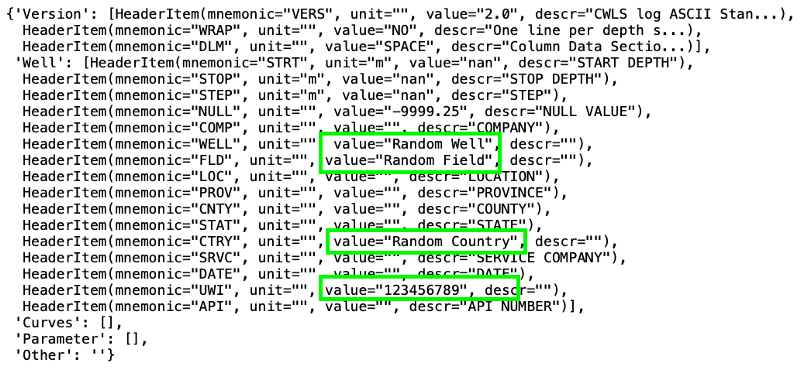 {'Version': [HeaderItem(mnemonic="VERS", unit="", value="2.0", descr="CWLS log ASCII Stan...),
HeaderItem(mnemonic="WRAP", unit="", value="NO", descr="One line per depth s...),
HeaderItem(mnemonic="DLM", unit="", value="SPACE", descr="Column Data Sectio...)],
'Well': [HeaderItem(mnemonic="STRT", unit="m", value="nan", descr="START DEPTH"),
HeaderItem(mnemonic="STOP", unit="m", value="nan", descr="STOP DEPTH"),
HeaderItem(mnemonic="STEP", unit="m", value="nan", descr="STEP"),
HeaderItem(mnemonic="NULL", unit="", value="-9999.25", descr="NULL VALUE"),
HeaderItem(mnemonic="COMP", unit="", value="", descr="COMPANY"),
HeaderItem(mnemonic="WELL", unit="", value="Random Well", descr=""),
HeaderItem(mnemonic="FLD", unit="", value="Random Field", descr=""),
HeaderItem(mnemonic="LOC", unit="", value="", descr="LOCATION"),
HeaderItem(mnemonic="PROV", unit="", value="", descr="PROVINCE"),
HeaderItem(mnemonic="CNTY", unit="", value="", descr="COUNTY"),
HeaderItem(mnemonic="STAT", unit="", value="", descr="STATE"),
HeaderItem(mnemonic="CTRY", unit="", value="Random Country", descr=""),
HeaderItem(mnemonic="SRVC", unit="", value="", descr="SERVICE COMPANY"),
HeaderItem(mnemonic="DATE", unit="", value="", descr="DATE"),
HeaderItem(mnemonic="UWI", unit="", value="123456789", descr=""),
HeaderItem(mnemonic="API", unit="", value="", descr="API NUMBER")],
'Curves': [],
'Parameter': [],
'Other': ''}